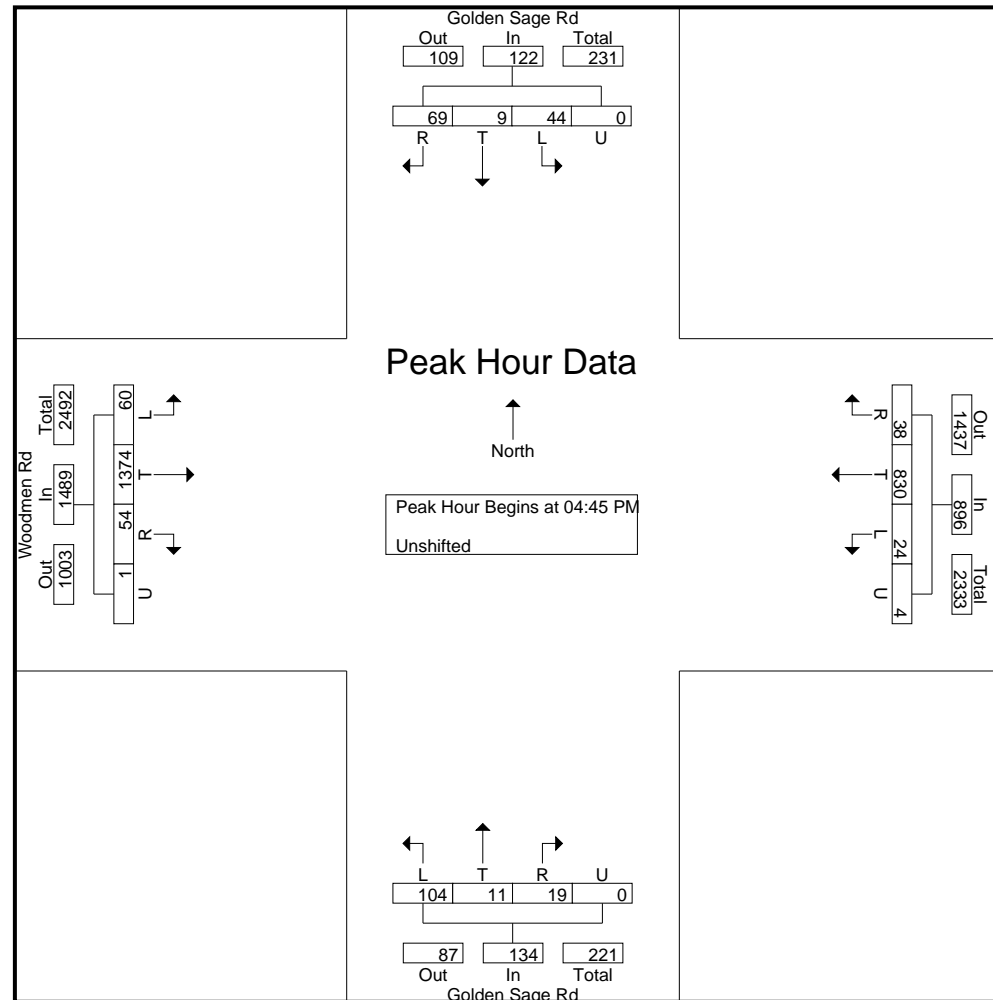 Golden Sage Rd
Out In Total
109 122 231
69 9 44 0
R T L U
Peak Hour Data
North
Peak Hour Begins at 04:45 PM
Unshifted
Woodmen Rd
Out In Total
1003 1489 2492
60 1374 54 1
L T R U
Out In Total
1437 896 2333
38 830 24 4
R T L U
L T R U
104 11 19 0
87 134 221
Out In Total
Golden Sage Rd